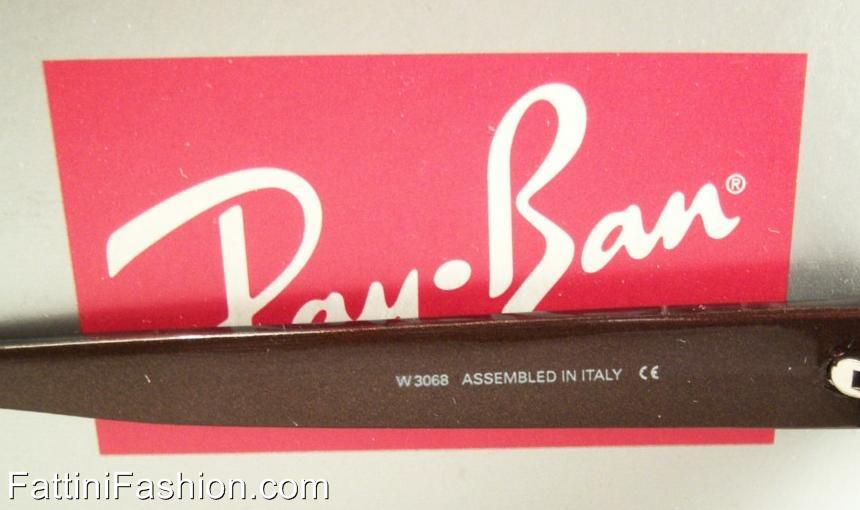 Ray-Ban®
W3068 ASSEMBLED IN ITALY CE
FattiniFashion.com